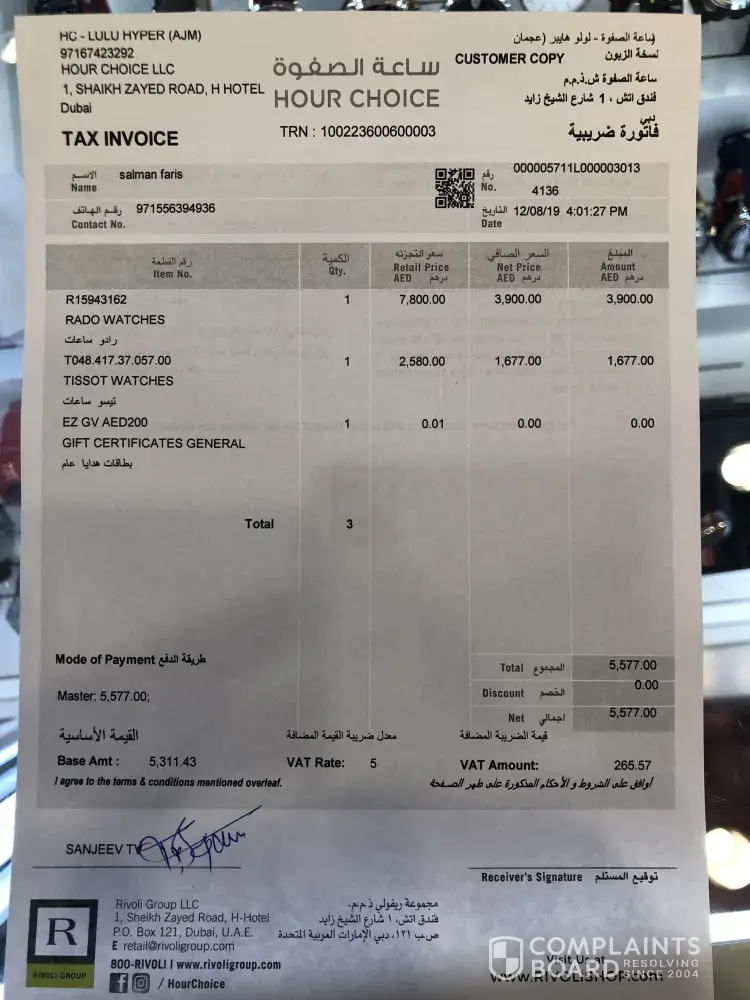 HC - LULU HYPER (AJM)
97167423292
HOUR CHOICE LLC
1, SHAIKH ZAYED ROAD, H HOTEL
Dubai
TAX INVOICE
ساعة الصفوة
HOUR CHOICE
TRN : 100223600600003
ساعة الصفوة - لولو هايبر (عجمان)
CUSTOMER COPY نسخة الزبون
ساعة الصفوة ش.ذ.م.م
فندق اتش، 1 شارع الشيخ زايد
دبي
فاتورة ضريبية
الاسم
Name
salman faris
رقم الهاتف
Contact No.
971556394936
رقم
No.
000005711L000003013
4136
التاريخ
Date
12/08/19 4:01:27 PM
رقم القطعة
Item No.
الكمية
Qty.
سعر التجزئه
Retail Price
AED درهم
السعر الصافي
Net Price
AED درهم
المبلغ
Amount
AED درهم
R15943162 1 7,800.00 3,900.00 3,900.00
RADO WATCHES
رادو ساعات
T048.417.37.057.00 1 2,580.00 1,677.00 1,677.00
TISSOT WATCHES
تيسو ساعات
EZ GV AED200 1 0.01 0.00 0.00
GIFT CERTIFICATES GENERAL
بطاقات هدايا عام
Total 3
Mode of Payment طريقة الدفع
Master: 5,577.00;
Total المجموع 5,577.00
Discount الخصم 0.00
Net اجمالي 5,577.00
القيمة الأساسية
Base Amt : 5,311.43
معدل ضريبة القيمة المضافة
VAT Rate: 5
قيمة الضريبة المضافة
VAT Amount: 265.57
I agree to the terms & conditions mentioned overleaf.
أوافق على الشروط و الأحكام المذكورة على ظهر الصفحة
SANJEEV TV
Receiver's Signature توقيع المستلم
R
RIVOLI GROUP
Rivoli Group LLC
1, Sheikh Zayed Road, H-Hotel
P.O. Box 121, Dubai, U.A.E.
E retail@rivoligroup.com
800-RIVOLI I www.rivoligroup.com
/ HourChoice
مجموعة ريفولي ذ.م.م.
فندق اتش، ١ شارع الشيخ زايد
ص.ب ١٢١، دبي الإمارات العربية المتحدة
Visit Us at
www.RIVOLISHOP.com
COMPLAINTS
BOARD RESOLVING
SINCE 2004